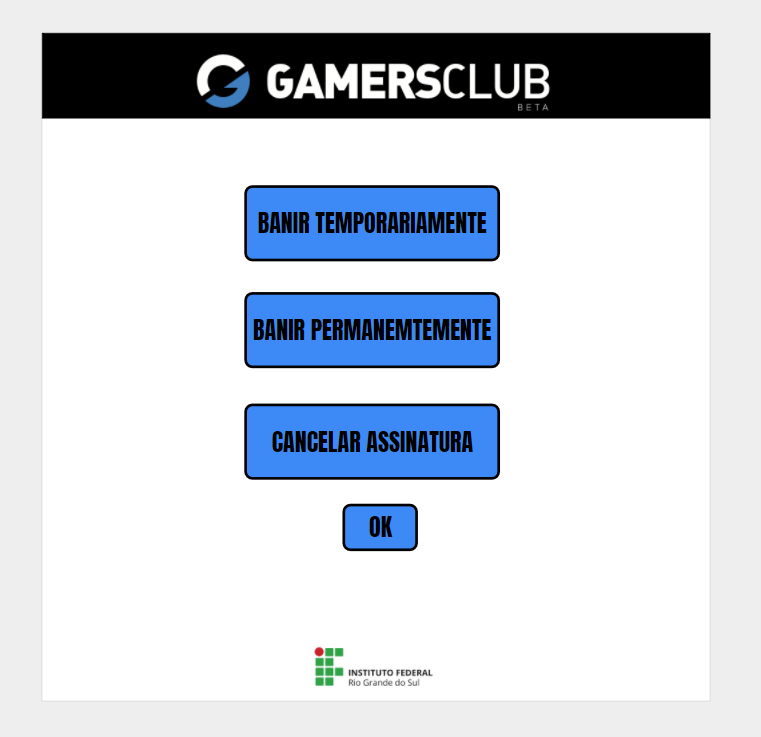 GAMERSCLUB
BETA
BANIR TEMPORARIAMENTE
BANIR PERMANEMTEMENTE
CANCELAR ASSINATURA
OK
INSTITUTO FEDERAL
Rio Grande do Sul